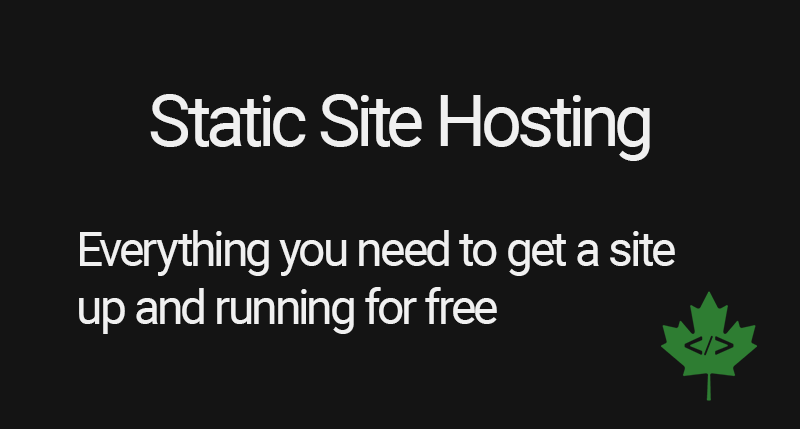 Static Site Hosting
Everything you need to get a site
up and running for free
</>